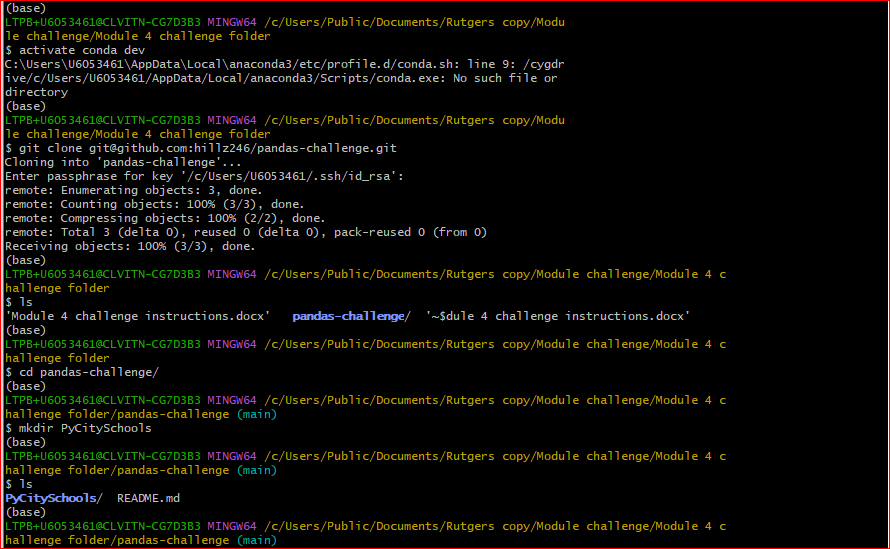 (base)
LTPB+U6053461@CLVITN-CG7D3B3 MINGW64 /c/Users/Public/Documents/Rutgers copy/Modu
le challenge/Module 4 challenge folder
$ activate conda dev
C:\Users\U6053461\AppData\Local\anaconda3/etc/profile.d/conda.sh: line 9: /cygdr
ive/c/Users/U6053461/AppData/Local/anaconda3/Scripts/conda.exe: No such file or
directory
(base)
LTPB+U6053461@CLVITN-CG7D3B3 MINGW64 /c/Users/Public/Documents/Rutgers copy/Modu
le challenge/Module 4 challenge folder
$ git clone git@github.com:hillz246/pandas-challenge.git
Cloning into 'pandas-challenge'...
Enter passphrase for key '/c/Users/U6053461/.ssh/id_rsa':
remote: Enumerating objects: 3, done.
remote: Counting objects: 100% (3/3), done.
remote: Compressing objects: 100% (2/2), done.
remote: Total 3 (delta 0), reused 0 (delta 0), pack-reused 0 (from 0)
Receiving objects: 100% (3/3), done.
(base)
LTPB+U6053461@CLVITN-CG7D3B3 MINGW64 /c/Users/Public/Documents/Rutgers copy/Module challenge/Module 4 c
hallenge folder
$ ls
'Module 4 challenge instructions.docx'   pandas-challenge/  '~$dule 4 challenge instructions.docx'
(base)
LTPB+U6053461@CLVITN-CG7D3B3 MINGW64 /c/Users/Public/Documents/Rutgers copy/Module challenge/Module 4 c
hallenge folder
$ cd pandas-challenge/
(base)
LTPB+U6053461@CLVITN-CG7D3B3 MINGW64 /c/Users/Public/Documents/Rutgers copy/Module challenge/Module 4 c
hallenge folder/pandas-challenge (main)
$ mkdir PyCitySchools
(base)
LTPB+U6053461@CLVITN-CG7D3B3 MINGW64 /c/Users/Public/Documents/Rutgers copy/Module challenge/Module 4 c
hallenge folder/pandas-challenge (main)
$ ls
PyCitySchools/  README.md
(base)
LTPB+U6053461@CLVITN-CG7D3B3 MINGW64 /c/Users/Public/Documents/Rutgers copy/Module challenge/Module 4 c
hallenge folder/pandas-challenge (main)